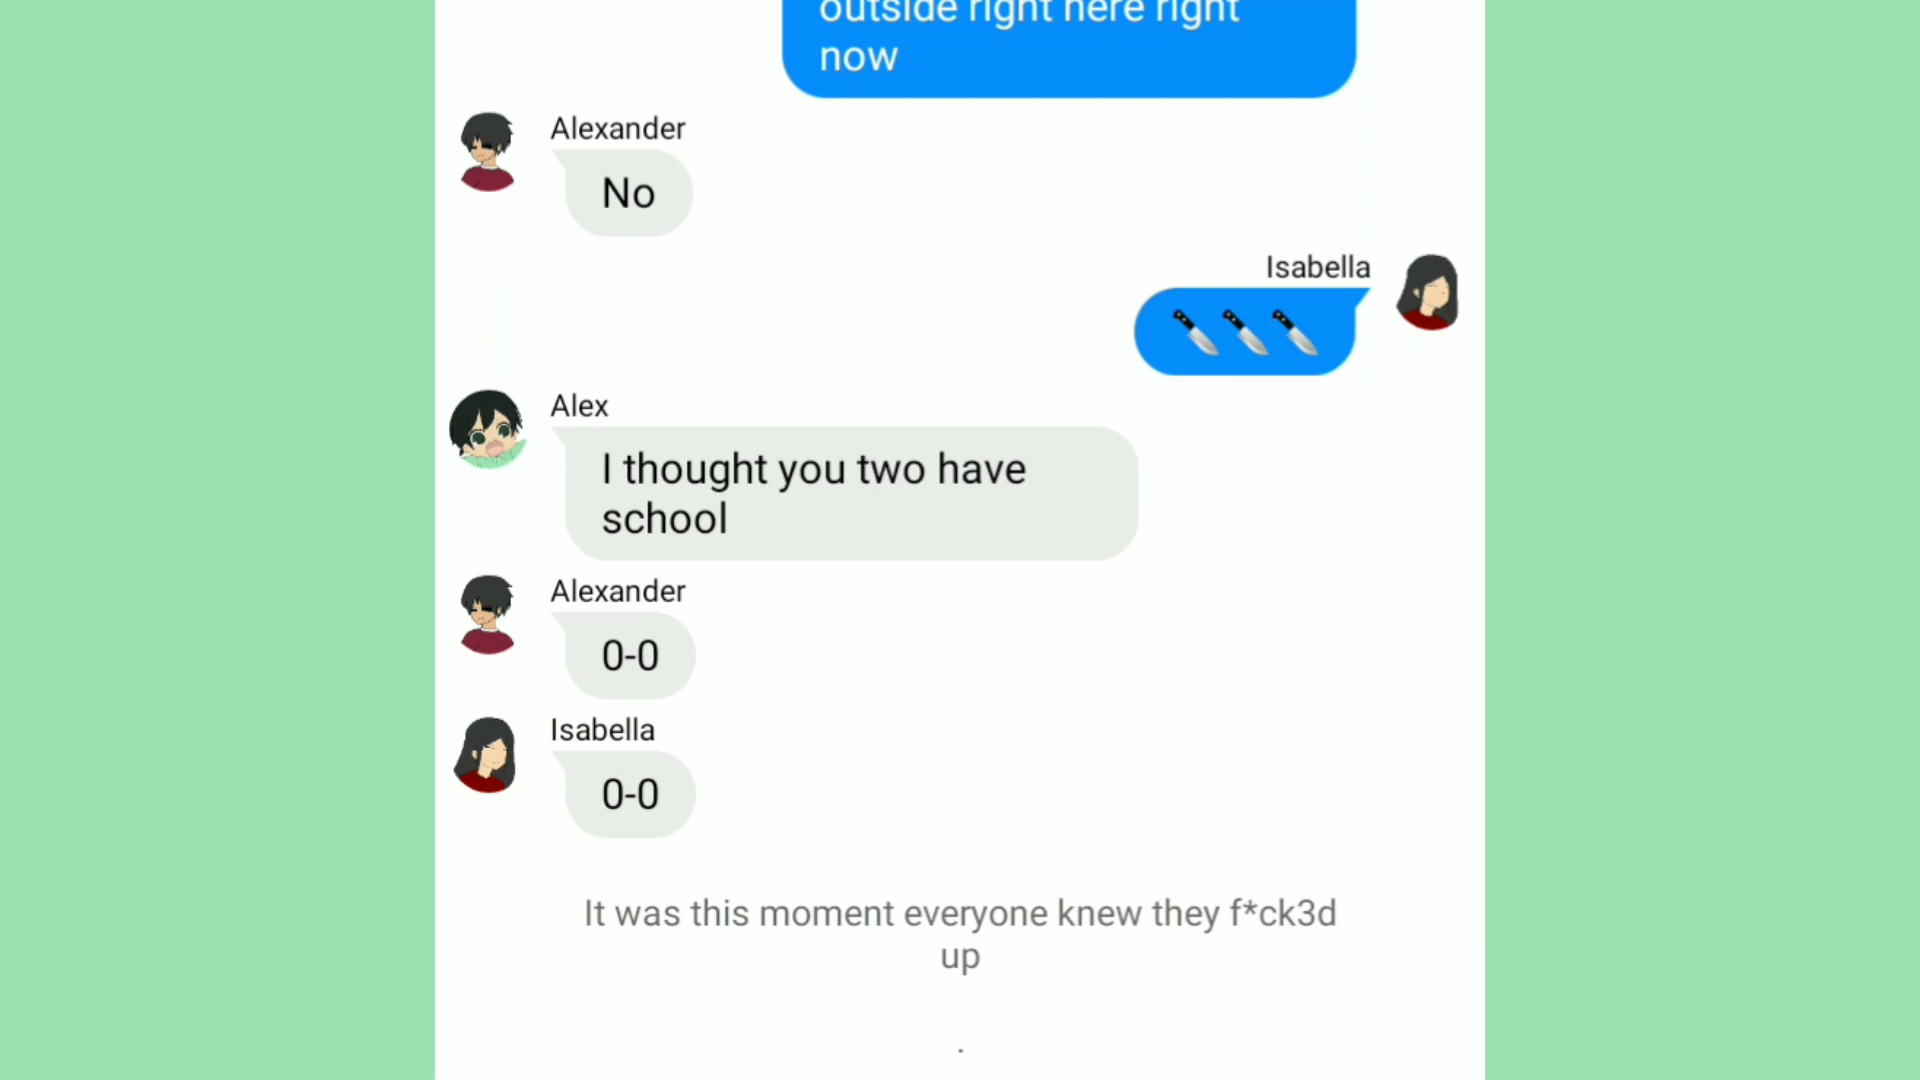 outside right here right
now
Alexander
No
Isabella
🔪🔪🔪
Alex
I thought you two have
school
Alexander
0-0
Isabella
0-0
It was this moment everyone knew they f*ck3d
up
.